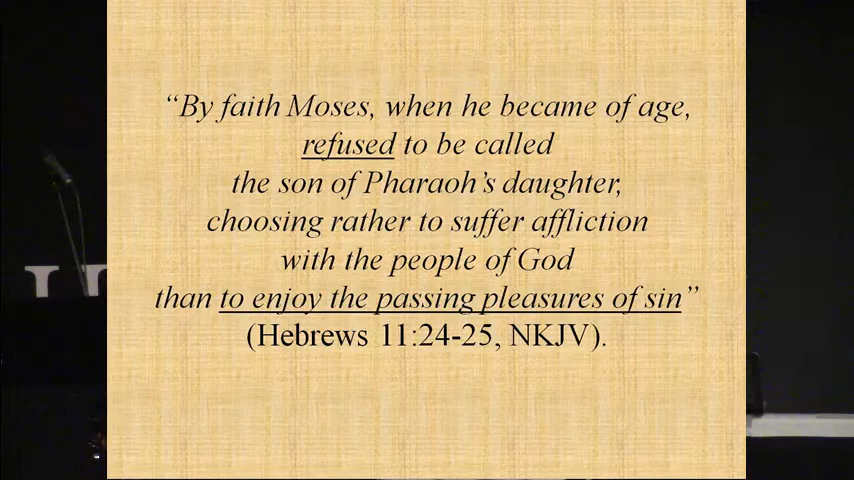 “By faith Moses, when he became of age,
refused to be called
the son of Pharaoh’s daughter,
choosing rather to suffer affliction
with the people of God
than to enjoy the passing pleasures of sin”
(Hebrews 11:24-25, NKJV).